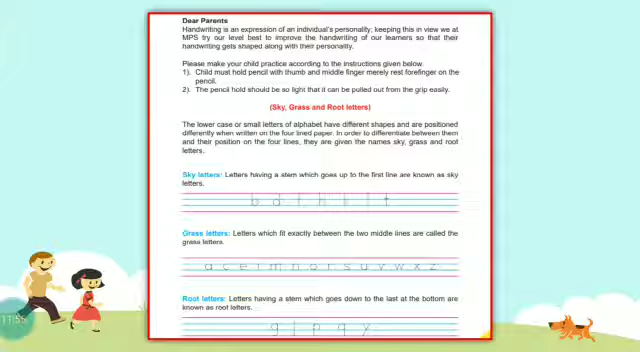 Dear Parents
Handwriting is an expression of an individual's personality; keeping this in view we at
MPS try our level best to improve the handwriting of our learners so that their
handwriting gets shaped along with their personality.
Please make your child practice according to the instructions given below.
1). Child must hold pencil with thumb and middle finger merely rest forefinger on the
pencil.
2). The pencil hold should be so light that it can be pulled out from the grip easily.
(Sky, Grass and Root letters)
The lower case or small letters of alphabet have different shapes and are positioned
differently when written on the four lined paper. In order to differentiate between them
and their position on the four lines, they are given the names sky, grass and root
letters.
Sky letters: Letters having a stem which goes up to the first line are known as sky
letters.
b d f h k l t
Grass letters: Letters which fit exactly between the two middle lines are called the
grass letters.
a c e i m n o r s u v w x z
Root letters: Letters having a stem which goes down to the last at the bottom are
known as root letters.
g j p q y